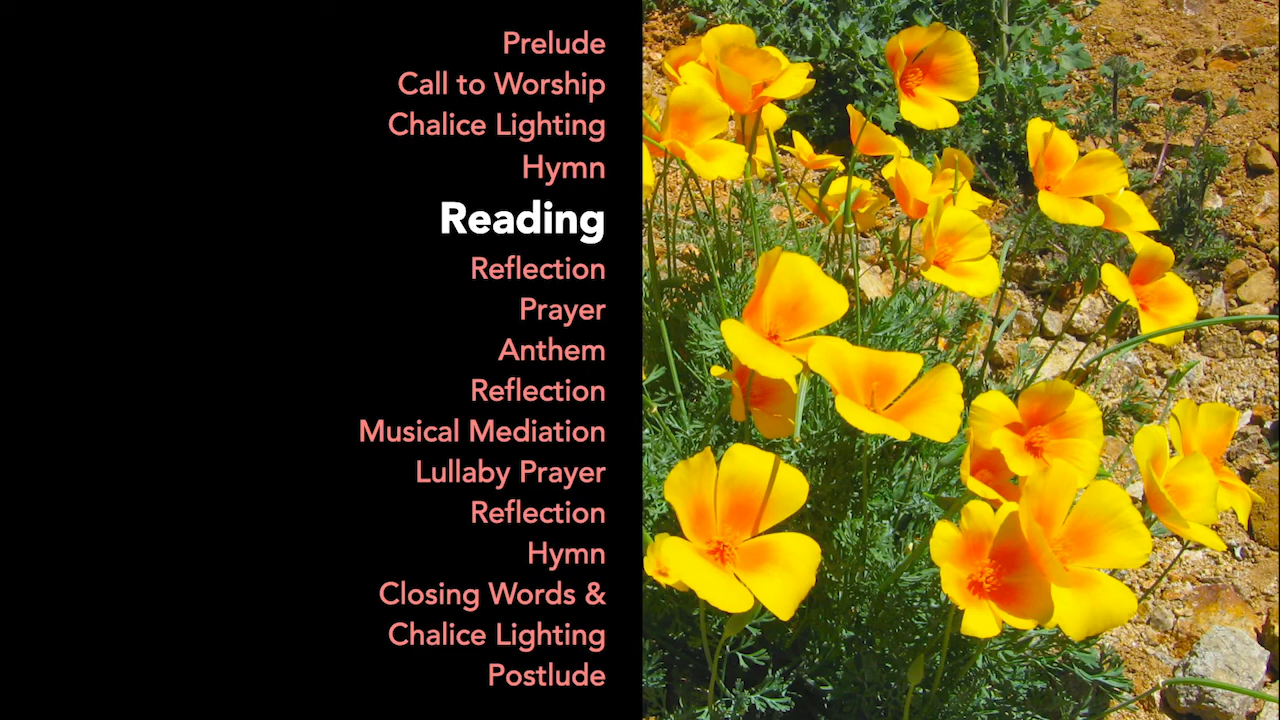 Prelude
Call to Worship
Chalice Lighting
Hymn
Reading
Reflection
Prayer
Anthem
Reflection
Musical Mediation
Lullaby Prayer
Reflection
Hymn
Closing Words &
Chalice Lighting
Postlude